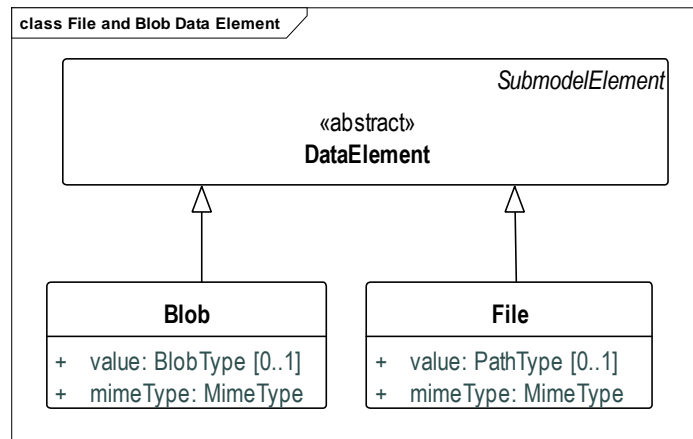 class File and Blob Data Element
SubmodelElement
«abstract»
DataElement
Blob
+ value: BlobType [0..1]
+ mimeType: MimeType
File
+ value: PathType [0..1]
+ mimeType: MimeType